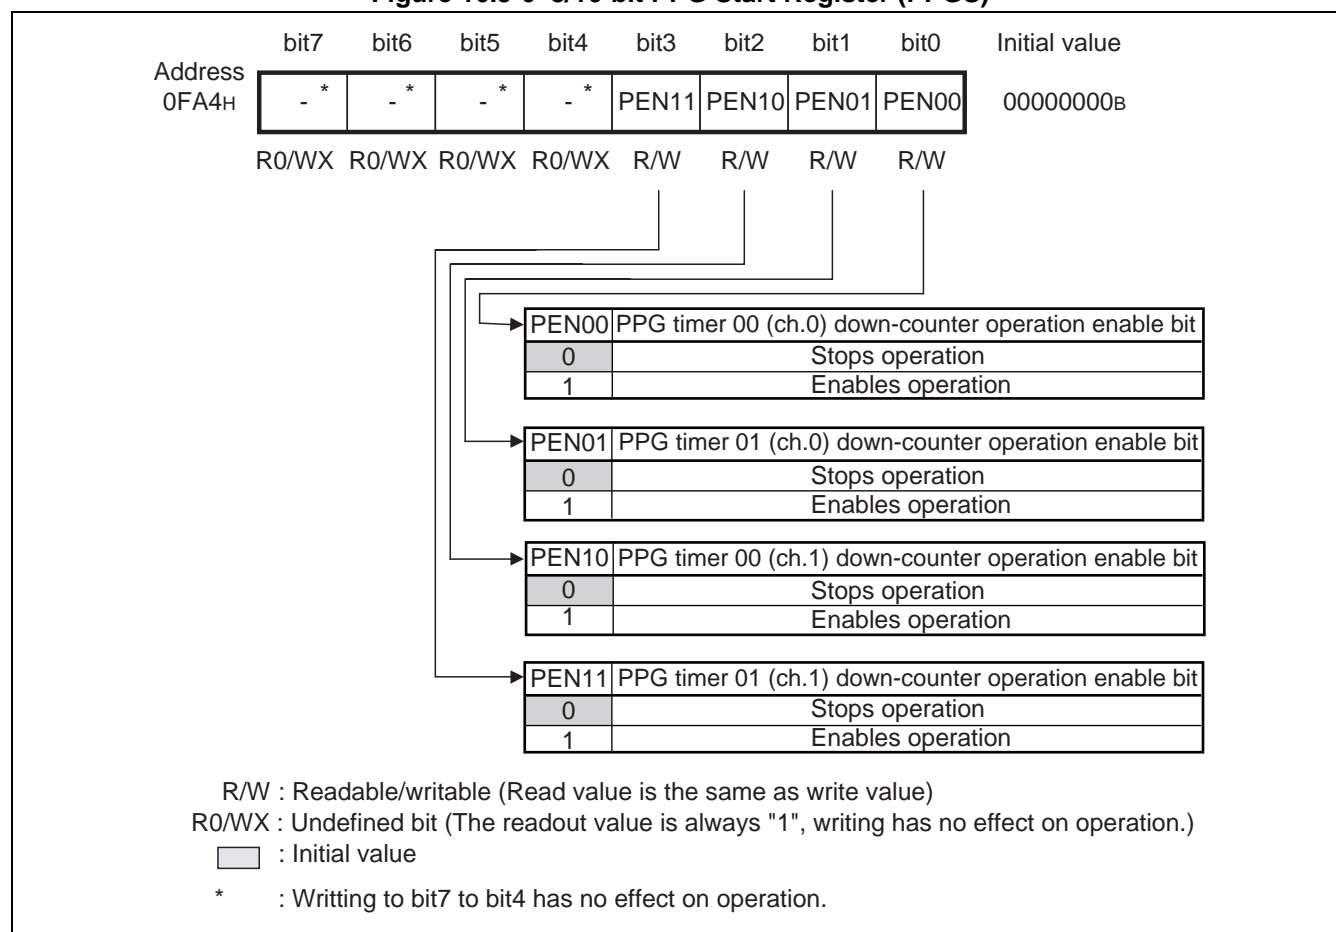 bit7 bit6 bit5 bit4 bit3 bit2 bit1 bit0 Initial value
Address
0FA4H - * - * - * - * PEN11 PEN10 PEN01 PEN00 00000000B
R0/WX R0/WX R0/WX R0/WX R/W R/W R/W R/W
PEN00 PPG timer 00 (ch.0) down-counter operation enable bit
0 Stops operation
1 Enables operation
PEN01 PPG timer 01 (ch.0) down-counter operation enable bit
0 Stops operation
1 Enables operation
PEN10 PPG timer 00 (ch.1) down-counter operation enable bit
0 Stops operation
1 Enables operation
PEN11 PPG timer 01 (ch.1) down-counter operation enable bit
0 Stops operation
1 Enables operation
R/W : Readable/writable (Read value is the same as write value)
R0/WX : Undefined bit (The readout value is always "1", writing has no effect on operation.)
: Initial value
* : Writting to bit7 to bit4 has no effect on operation.